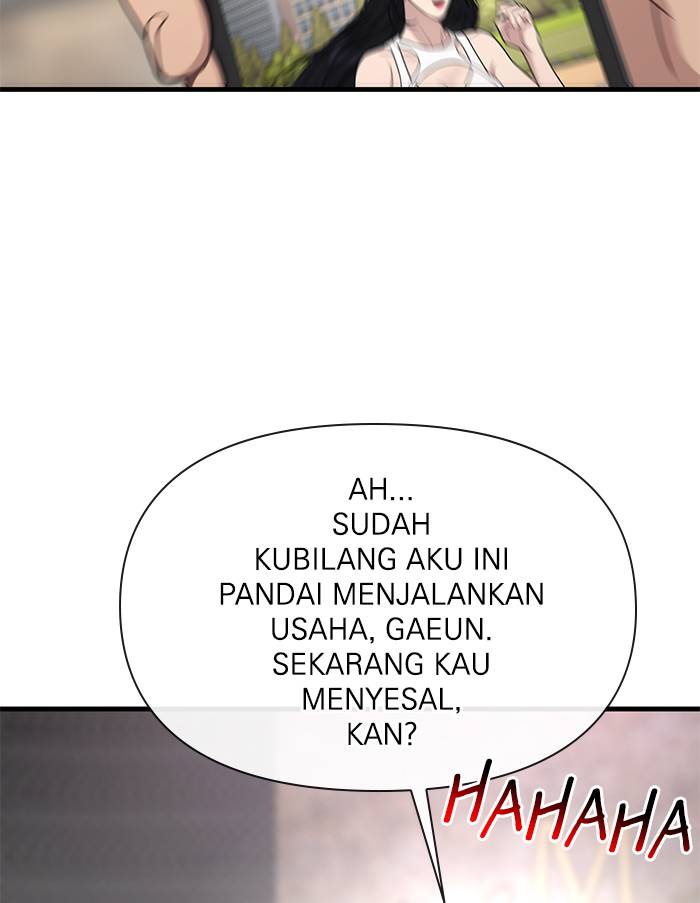 AH...
SUDAH
KUBILANG AKU INI
PANDAI MENJALANKAN
USAHA, GAEUN.
SEKARANG KAU
MENYESAL,
KAN?
HAHAHA